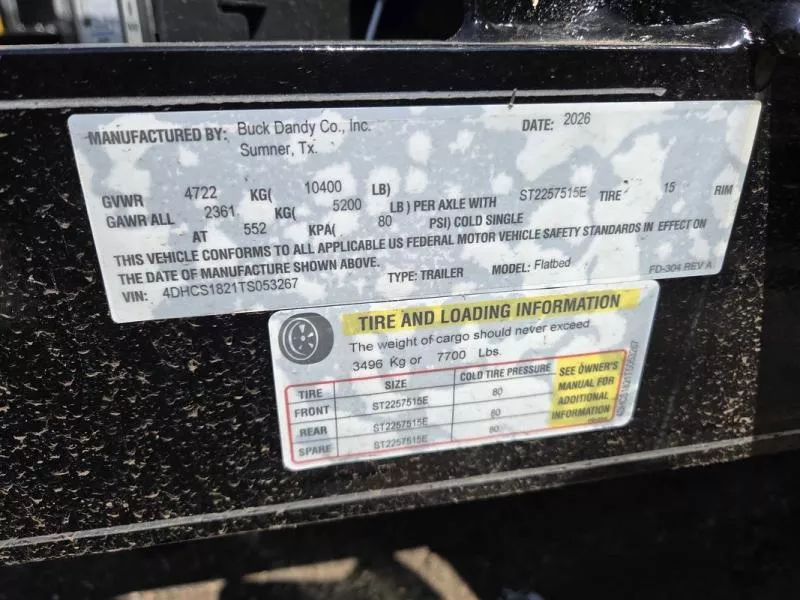 MANUFACTURED BY: Buck Dandy Co., Inc. DATE: 2026
Sumner, Tx.
GVWR 4722 KG( 10400 LB)
GAWR ALL 2361 KG( 5200 LB) PER AXLE WITH ST2257515E TIRE 15 RIM
AT 552 KPA( 80 PSI) COLD SINGLE
THIS VEHICLE CONFORMS TO ALL APPLICABLE US FEDERAL MOTOR VEHICLE SAFETY STANDARDS IN EFFECT ON
THE DATE OF MANUFACTURE SHOWN ABOVE.
VIN: 4DHCS1821TS053267 TYPE: TRAILER MODEL: Flatbed FD-304 REV A
TIRE AND LOADING INFORMATION
The weight of cargo should never exceed
3496 Kg or 7700 Lbs.
TIRE SIZE COLD TIRE PRESSURE
FRONT ST2257515E 80
REAR ST2257515E 80
SPARE ST2257515E 80
SEE OWNER'S
MANUAL FOR
ADDITIONAL
INFORMATION
4DHCS1821TS053267